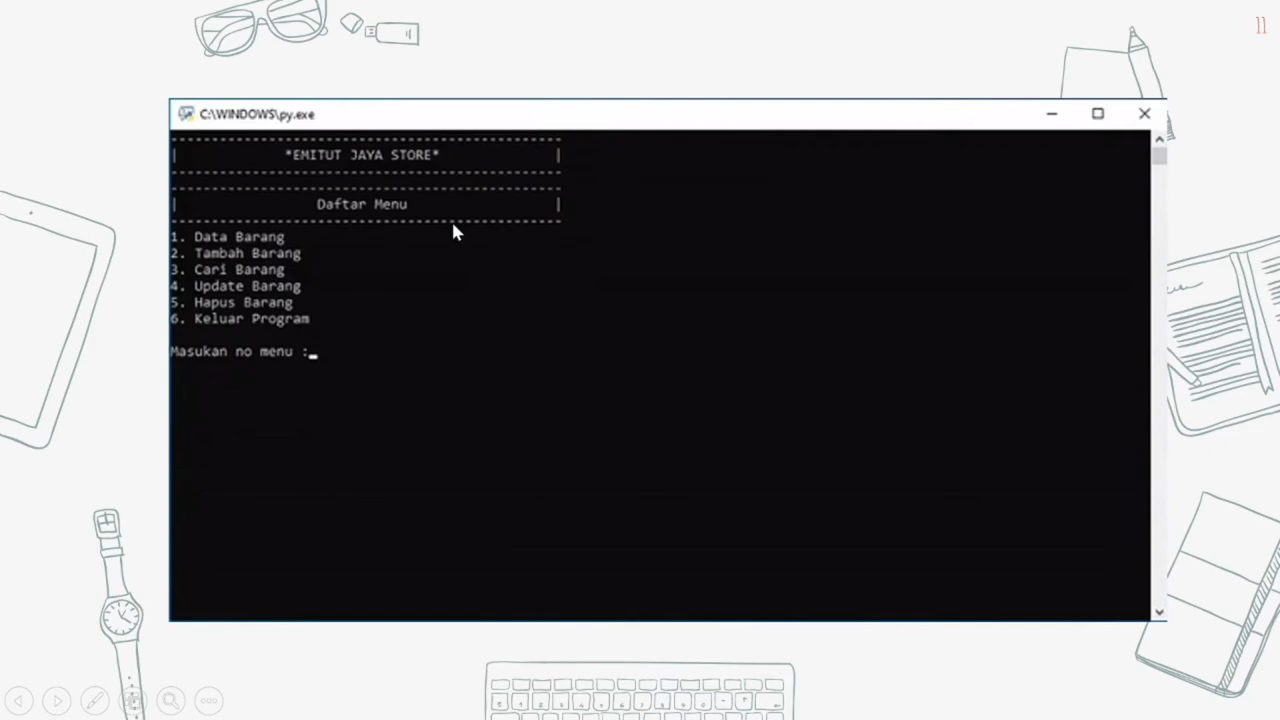 11
C:\WINDOWS\py.exe
*EMITUT JAYA STORE*
Daftar Menu
1. Data Barang
2. Tambah Barang
3. Cari Barang
4. Update Barang
5. Hapus Barang
6. Keluar Program
Masukan no menu :